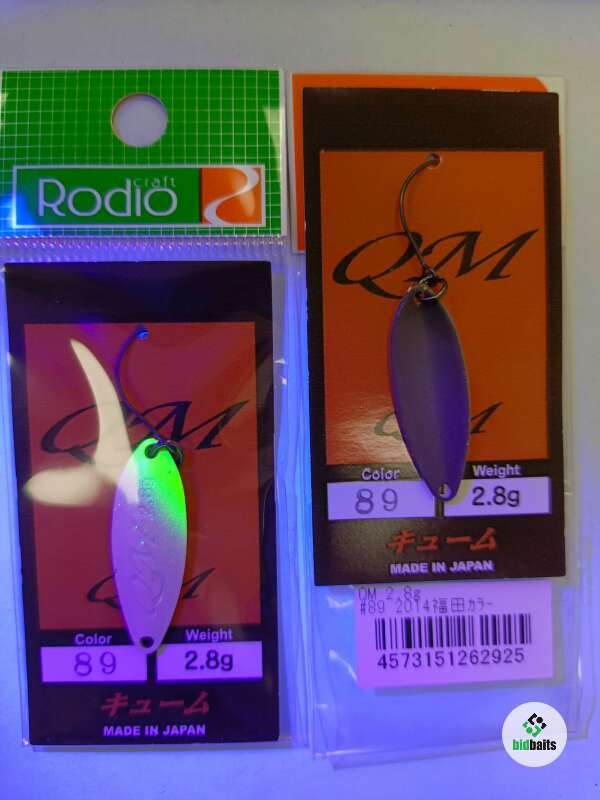 craft
Rodio
QM
QM
Color
Weight
89
2.8g
キューム
MADE IN JAPAN
QM
Color
Weight
89
2.8g
キューム
MADE IN JAPAN
QM 2.8g
#89 2014福田カラー
4573151262925
bidbaits